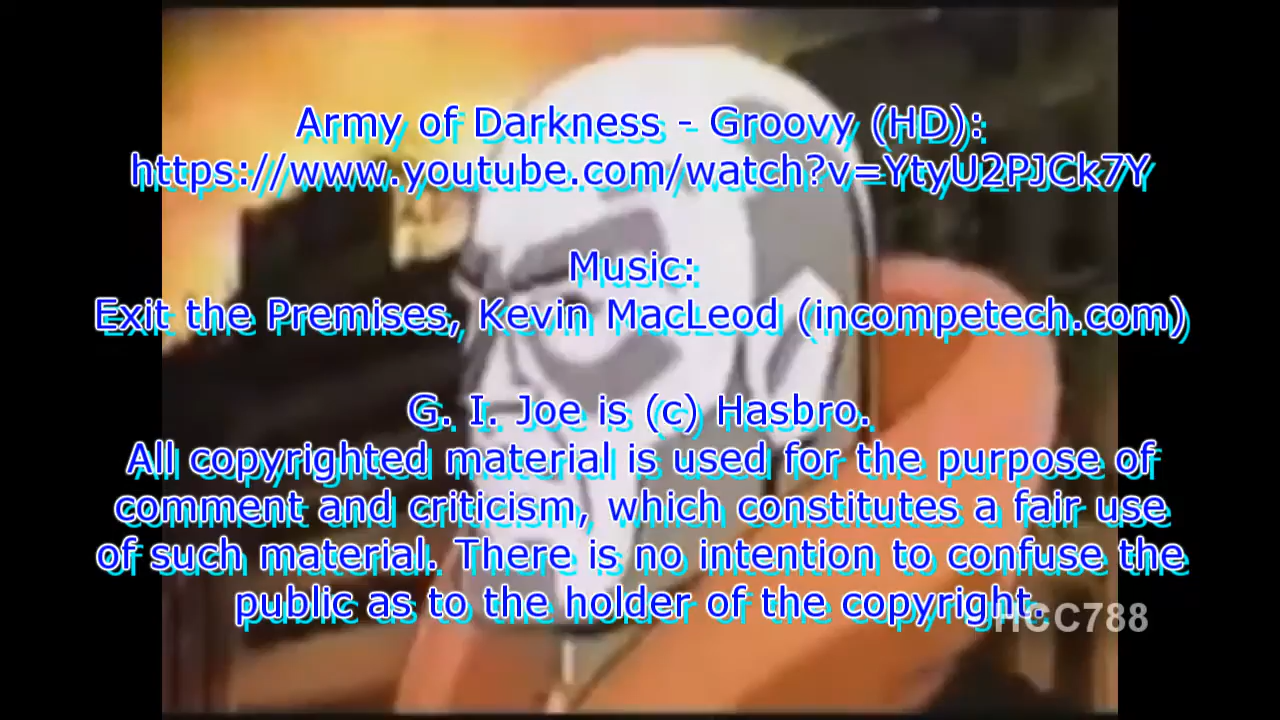 Army of Darkness - Groovy (HD):
https://www.youtube.com/watch?v=YtyU2PJCk7Y
Music:
Exit the Premises, Kevin MacLeod (incompetech.com)
G. I. Joe is (c) Hasbro.
All copyrighted material is used for the purpose of
comment and criticism, which constitutes a fair use
of such material. There is no intention to confuse the
public as to the holder of the copyright.
HCC788